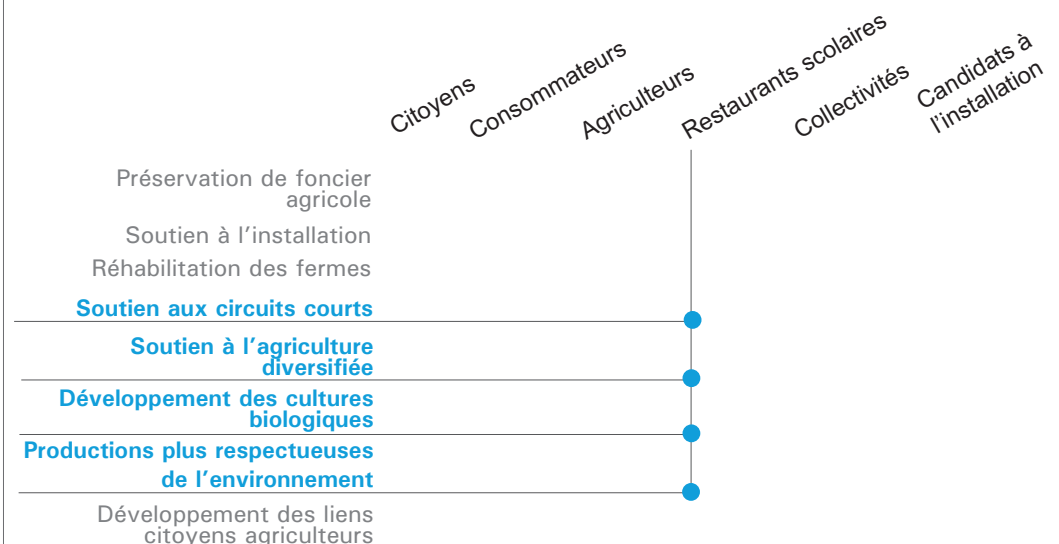 Citoyens
Consommateurs
Agriculteurs
Restaurants scolaires
Collectivités
Candidats à
l'installation
Préservation de foncier
agricole
Soutien à l'installation
Réhabilitation des fermes
Soutien aux circuits courts
Soutien à l'agriculture
diversifiée
Développement des cultures
biologiques
Productions plus respectueuses
de l'environnement
Développement des liens
citoyens agriculteurs